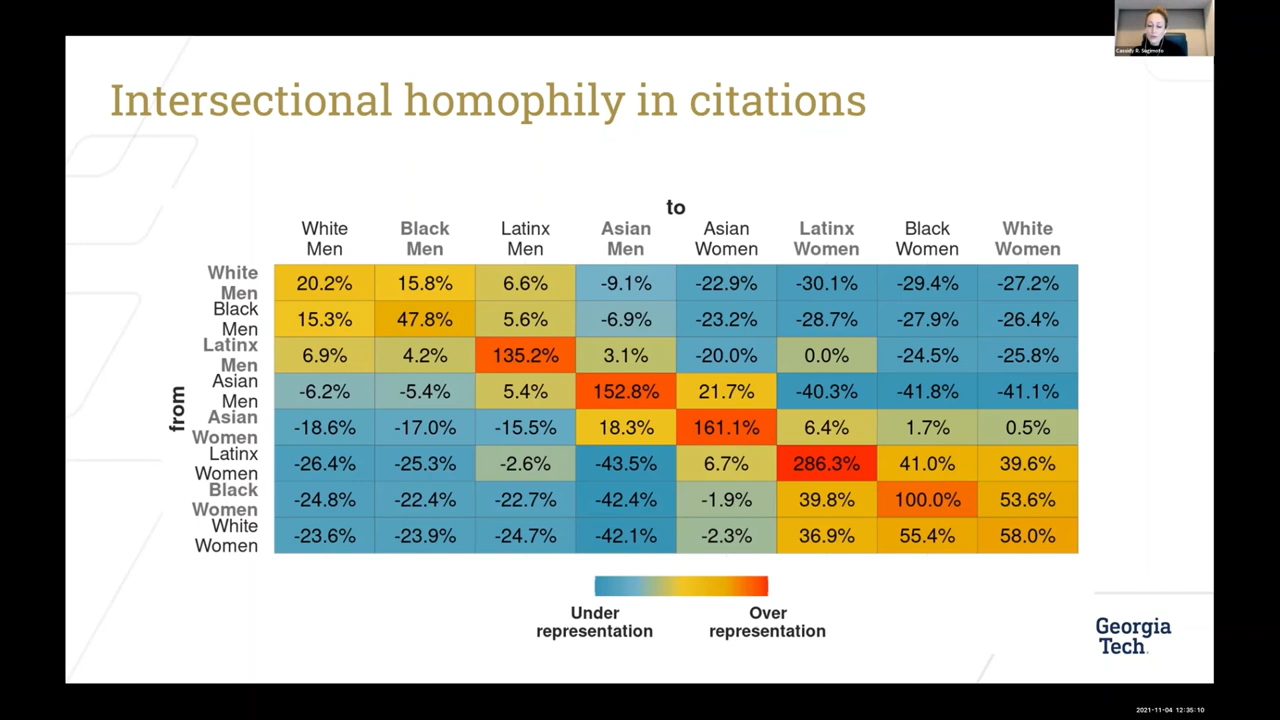 Cassidy R. Sugimoto
Intersectional homophily in citations
to
White Men
Black Men
Latinx Men
Asian Men
Asian Women
Latinx Women
Black Women
White Women
from
White Men 20.2% 15.8% 6.6% -9.1% -22.9% -30.1% -29.4% -27.2%
Black Men 15.3% 47.8% 5.6% -6.9% -23.2% -28.7% -27.9% -26.4%
Latinx Men 6.9% 4.2% 135.2% 3.1% -20.0% 0.0% -24.5% -25.8%
Asian Men -6.2% -5.4% 5.4% 152.8% 21.7% -40.3% -41.8% -41.1%
Asian Women -18.6% -17.0% -15.5% 18.3% 161.1% 6.4% 1.7% 0.5%
Latinx Women -26.4% -25.3% -2.6% -43.5% 6.7% 286.3% 41.0% 39.6%
Black Women -24.8% -22.4% -22.7% -42.4% -1.9% 39.8% 100.0% 53.6%
White Women -23.6% -23.9% -24.7% -42.1% -2.3% 36.9% 55.4% 58.0%
Under representation
Over representation
Georgia
Tech
2021-11-04 12:35:10